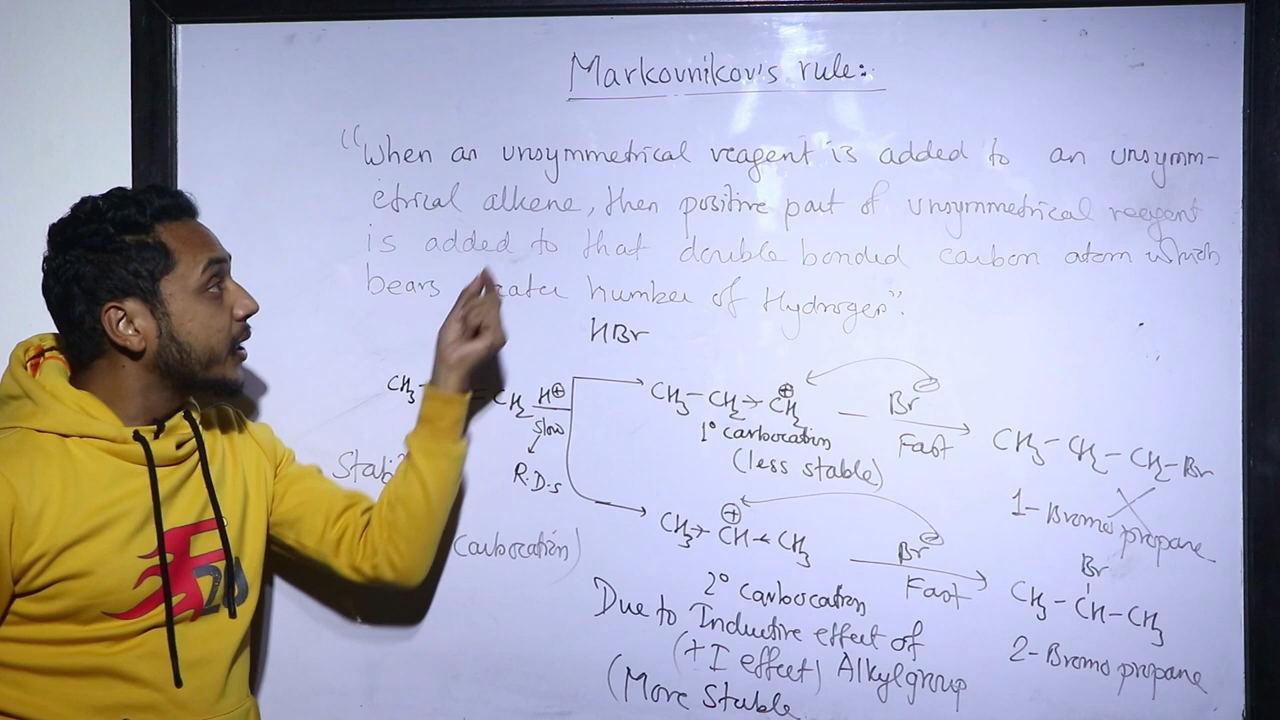 Markovnikov's rule:
"When an unsymmetrical reagent is added to an unsymm-
etrical alkene, then positive part of unsymmetrical reagent
is added to that double bonded carbon atom which
bears number of Hydrogen".
HBr
CH3 = CH2 H⊕
Slow
R.D.S
CH3 - CH2 → CH2 ⊕
1° carbocation
(less stable)
Br⊖
Fast
CH3 - CH2 - CH2 - Br
1- Bromo propane
carbocation)
CH3 → CH ← CH3
⊕
2° carbocation
Due to Inductive effect of
(+I effect) Alkyl group
(More Stable
Br⊖
Fast
Br
CH3 - CH - CH3
2- Bromo propane